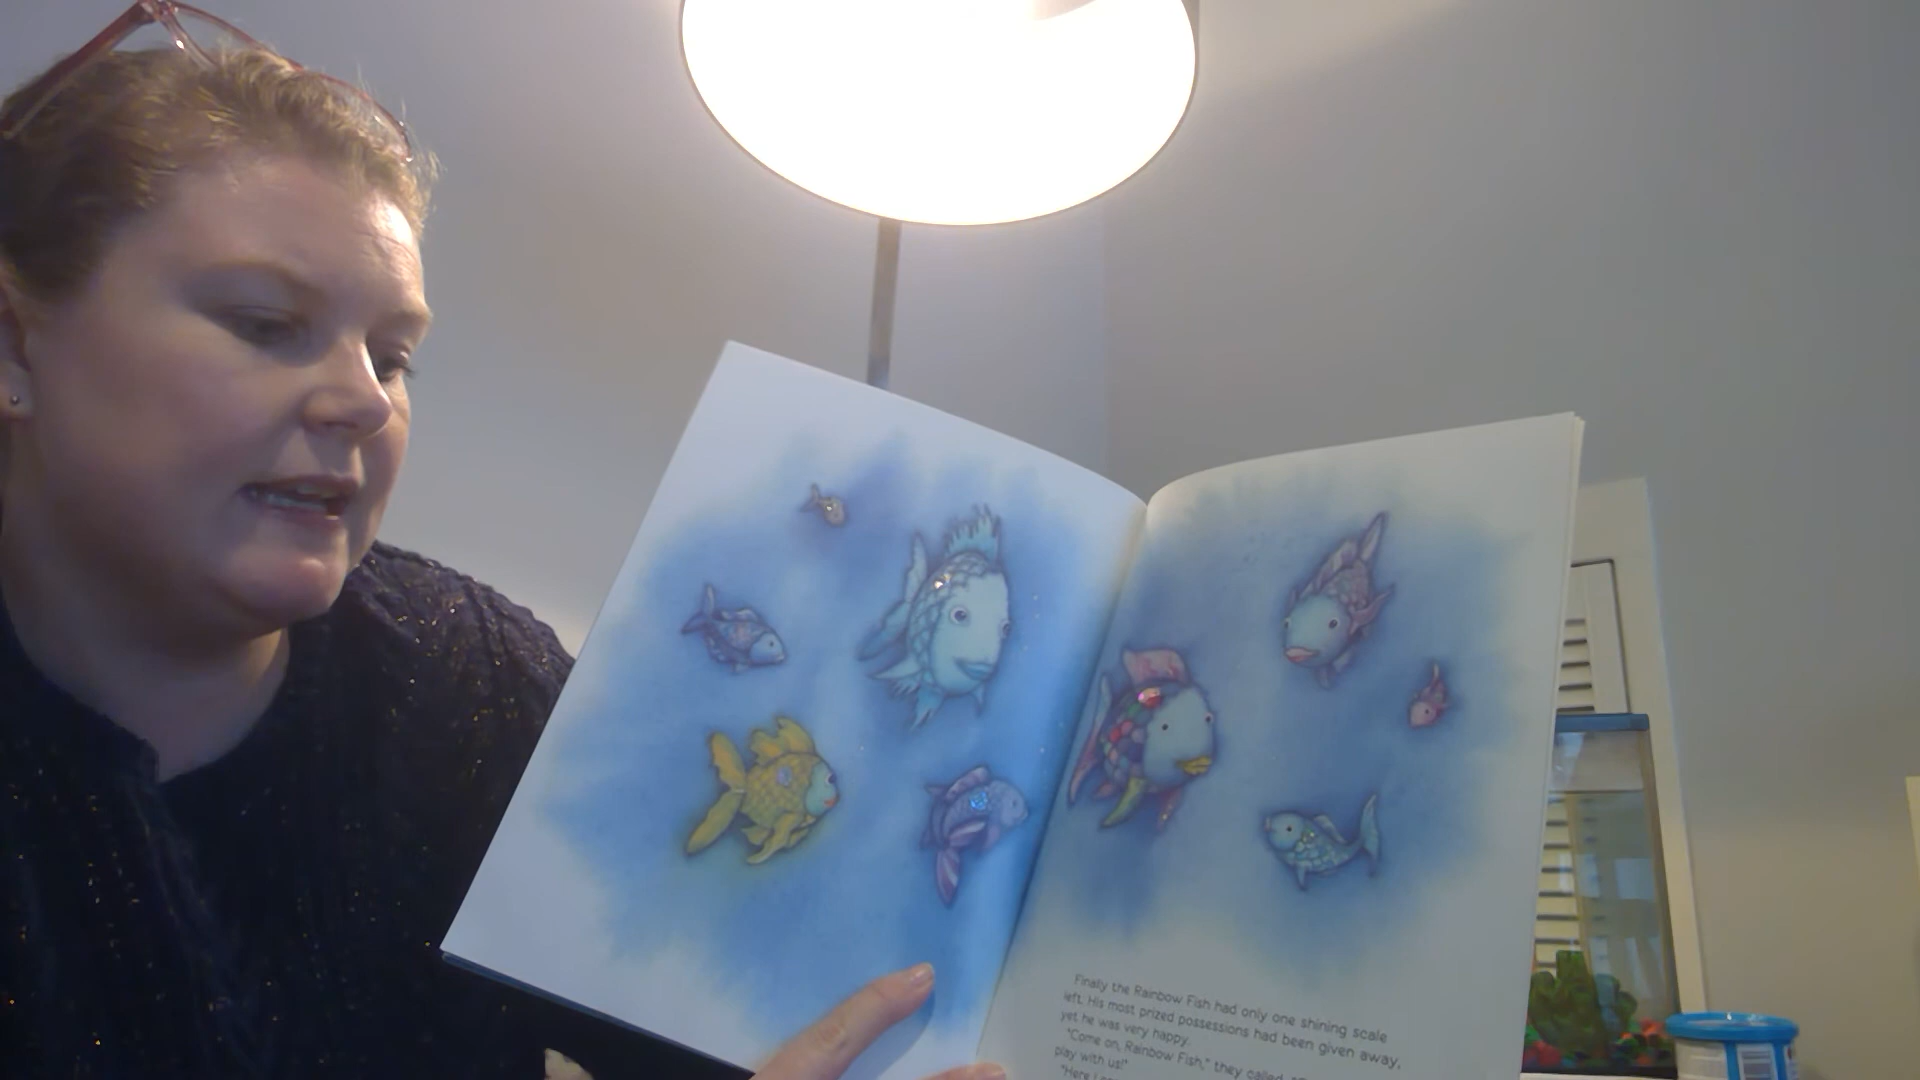 Finally the Rainbow Fish had only one shining scale
left. His most prized possessions had been given away,
yet he was very happy.
"Come on, Rainbow Fish," they called.
play with us!"
"Here I